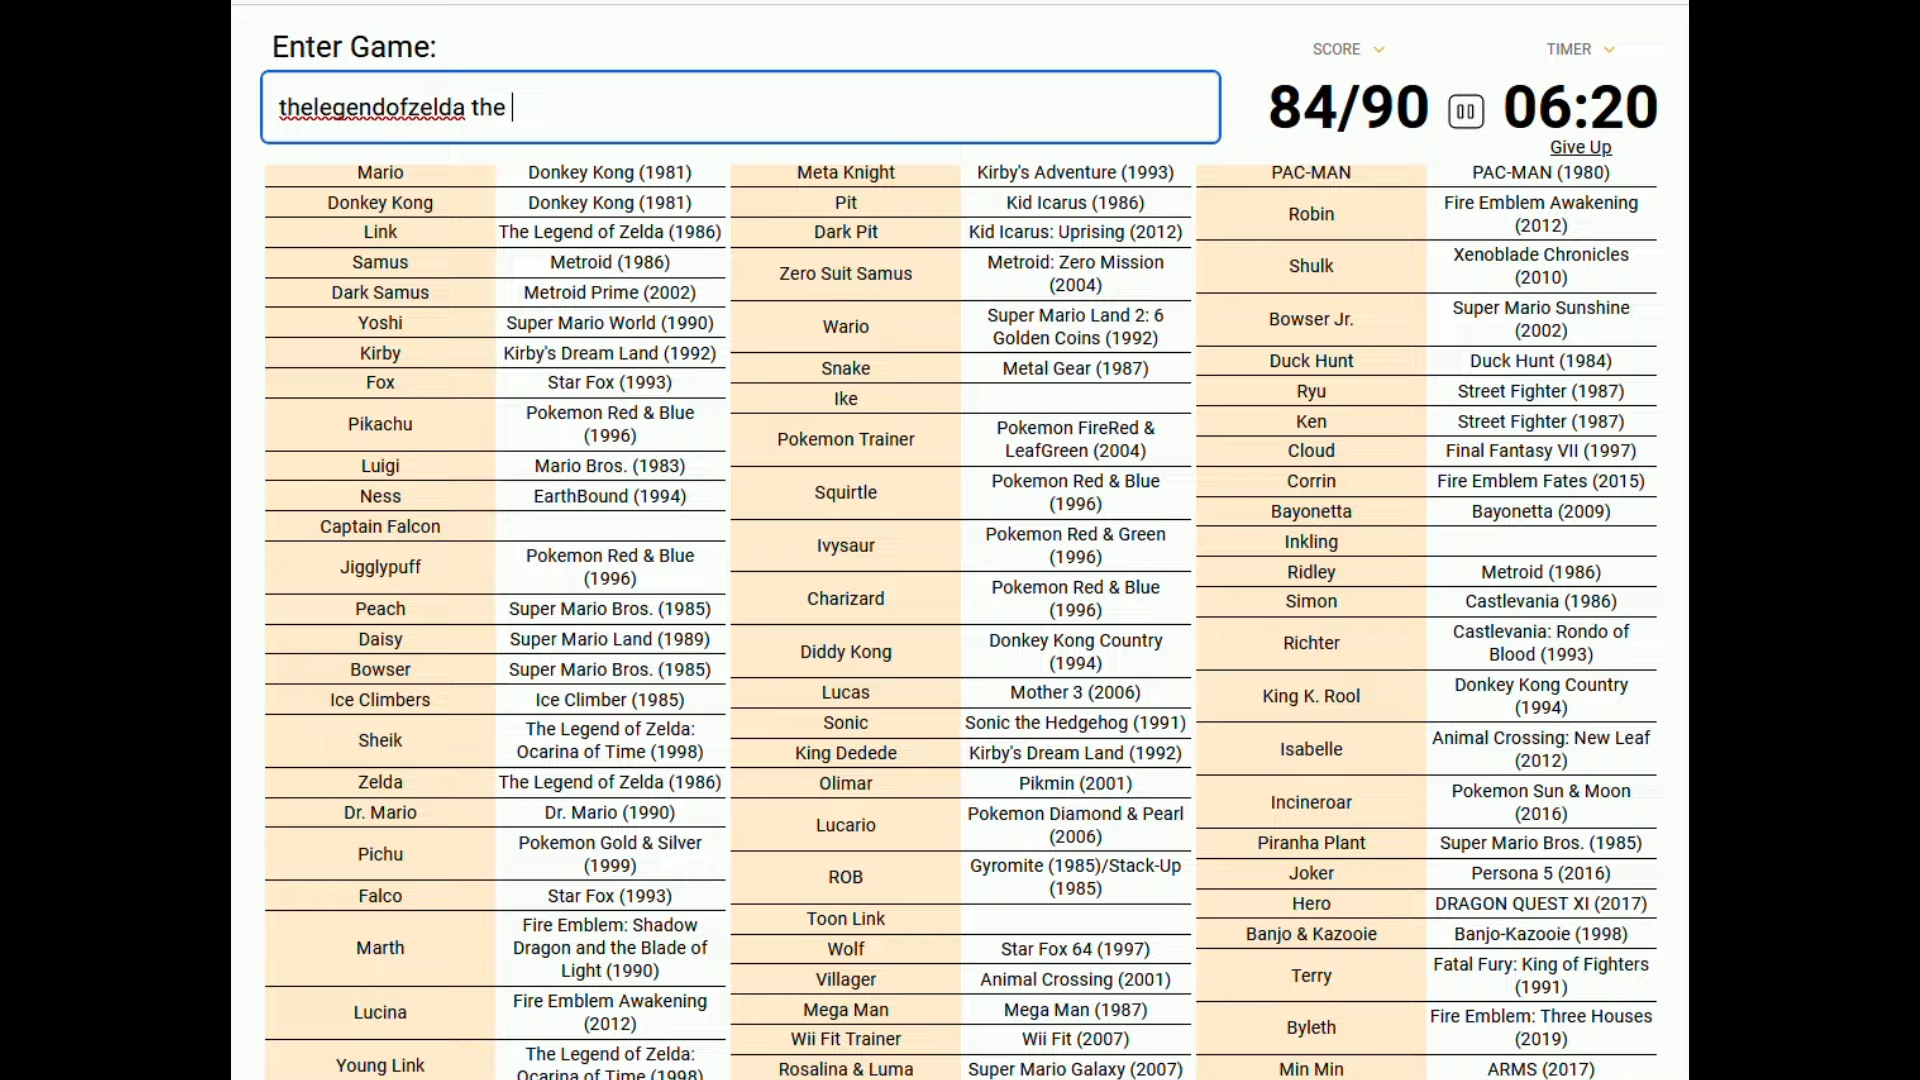 Enter Game:
SCORE
TIMER
thelegendofzelda the
84/90
06:20
Give Up
Mario Donkey Kong (1981)
Donkey Kong Donkey Kong (1981)
Link The Legend of Zelda (1986)
Samus Metroid (1986)
Dark Samus Metroid Prime (2002)
Yoshi Super Mario World (1990)
Kirby Kirby's Dream Land (1992)
Fox Star Fox (1993)
Pikachu Pokemon Red & Blue
(1996)
Luigi Mario Bros. (1983)
Ness EarthBound (1994)
Captain Falcon
Jigglypuff Pokemon Red & Blue
(1996)
Peach Super Mario Bros. (1985)
Daisy Super Mario Land (1989)
Bowser Super Mario Bros. (1985)
Ice Climbers Ice Climber (1985)
Sheik The Legend of Zelda:
Ocarina of Time (1998)
Zelda The Legend of Zelda (1986)
Dr. Mario Dr. Mario (1990)
Pichu Pokemon Gold & Silver
(1999)
Falco Star Fox (1993)
Marth Fire Emblem: Shadow
Dragon and the Blade of
Light (1990)
Lucina Fire Emblem Awakening
(2012)
Young Link The Legend of Zelda:
Ocarina of Time (1998)
Meta Knight Kirby's Adventure (1993)
Pit Kid Icarus (1986)
Dark Pit Kid Icarus: Uprising (2012)
Zero Suit Samus Metroid: Zero Mission
(2004)
Wario Super Mario Land 2: 6
Golden Coins (1992)
Snake Metal Gear (1987)
Ike
Pokemon Trainer Pokemon FireRed &
LeafGreen (2004)
Squirtle Pokemon Red & Blue
(1996)
Ivysaur Pokemon Red & Green
(1996)
Charizard Pokemon Red & Blue
(1996)
Diddy Kong Donkey Kong Country
(1994)
Lucas Mother 3 (2006)
Sonic Sonic the Hedgehog (1991)
King Dedede Kirby's Dream Land (1992)
Olimar Pikmin (2001)
Lucario Pokemon Diamond & Pearl
(2006)
ROB Gyromite (1985)/Stack-Up
(1985)
Toon Link
Wolf Star Fox 64 (1997)
Villager Animal Crossing (2001)
Mega Man Mega Man (1987)
Wii Fit Trainer Wii Fit (2007)
Rosalina & Luma Super Mario Galaxy (2007)
PAC-MAN PAC-MAN (1980)
Robin Fire Emblem Awakening
(2012)
Shulk Xenoblade Chronicles
(2010)
Bowser Jr. Super Mario Sunshine
(2002)
Duck Hunt Duck Hunt (1984)
Ryu Street Fighter (1987)
Ken Street Fighter (1987)
Cloud Final Fantasy VII (1997)
Corrin Fire Emblem Fates (2015)
Bayonetta Bayonetta (2009)
Inkling
Ridley Metroid (1986)
Simon Castlevania (1986)
Richter Castlevania: Rondo of
Blood (1993)
King K. Rool Donkey Kong Country
(1994)
Isabelle Animal Crossing: New Leaf
(2012)
Incineroar Pokemon Sun & Moon
(2016)
Piranha Plant Super Mario Bros. (1985)
Joker Persona 5 (2016)
Hero DRAGON QUEST XI (2017)
Banjo & Kazooie Banjo-Kazooie (1998)
Terry Fatal Fury: King of Fighters
(1991)
Byleth Fire Emblem: Three Houses
(2019)
Min Min ARMS (2017)